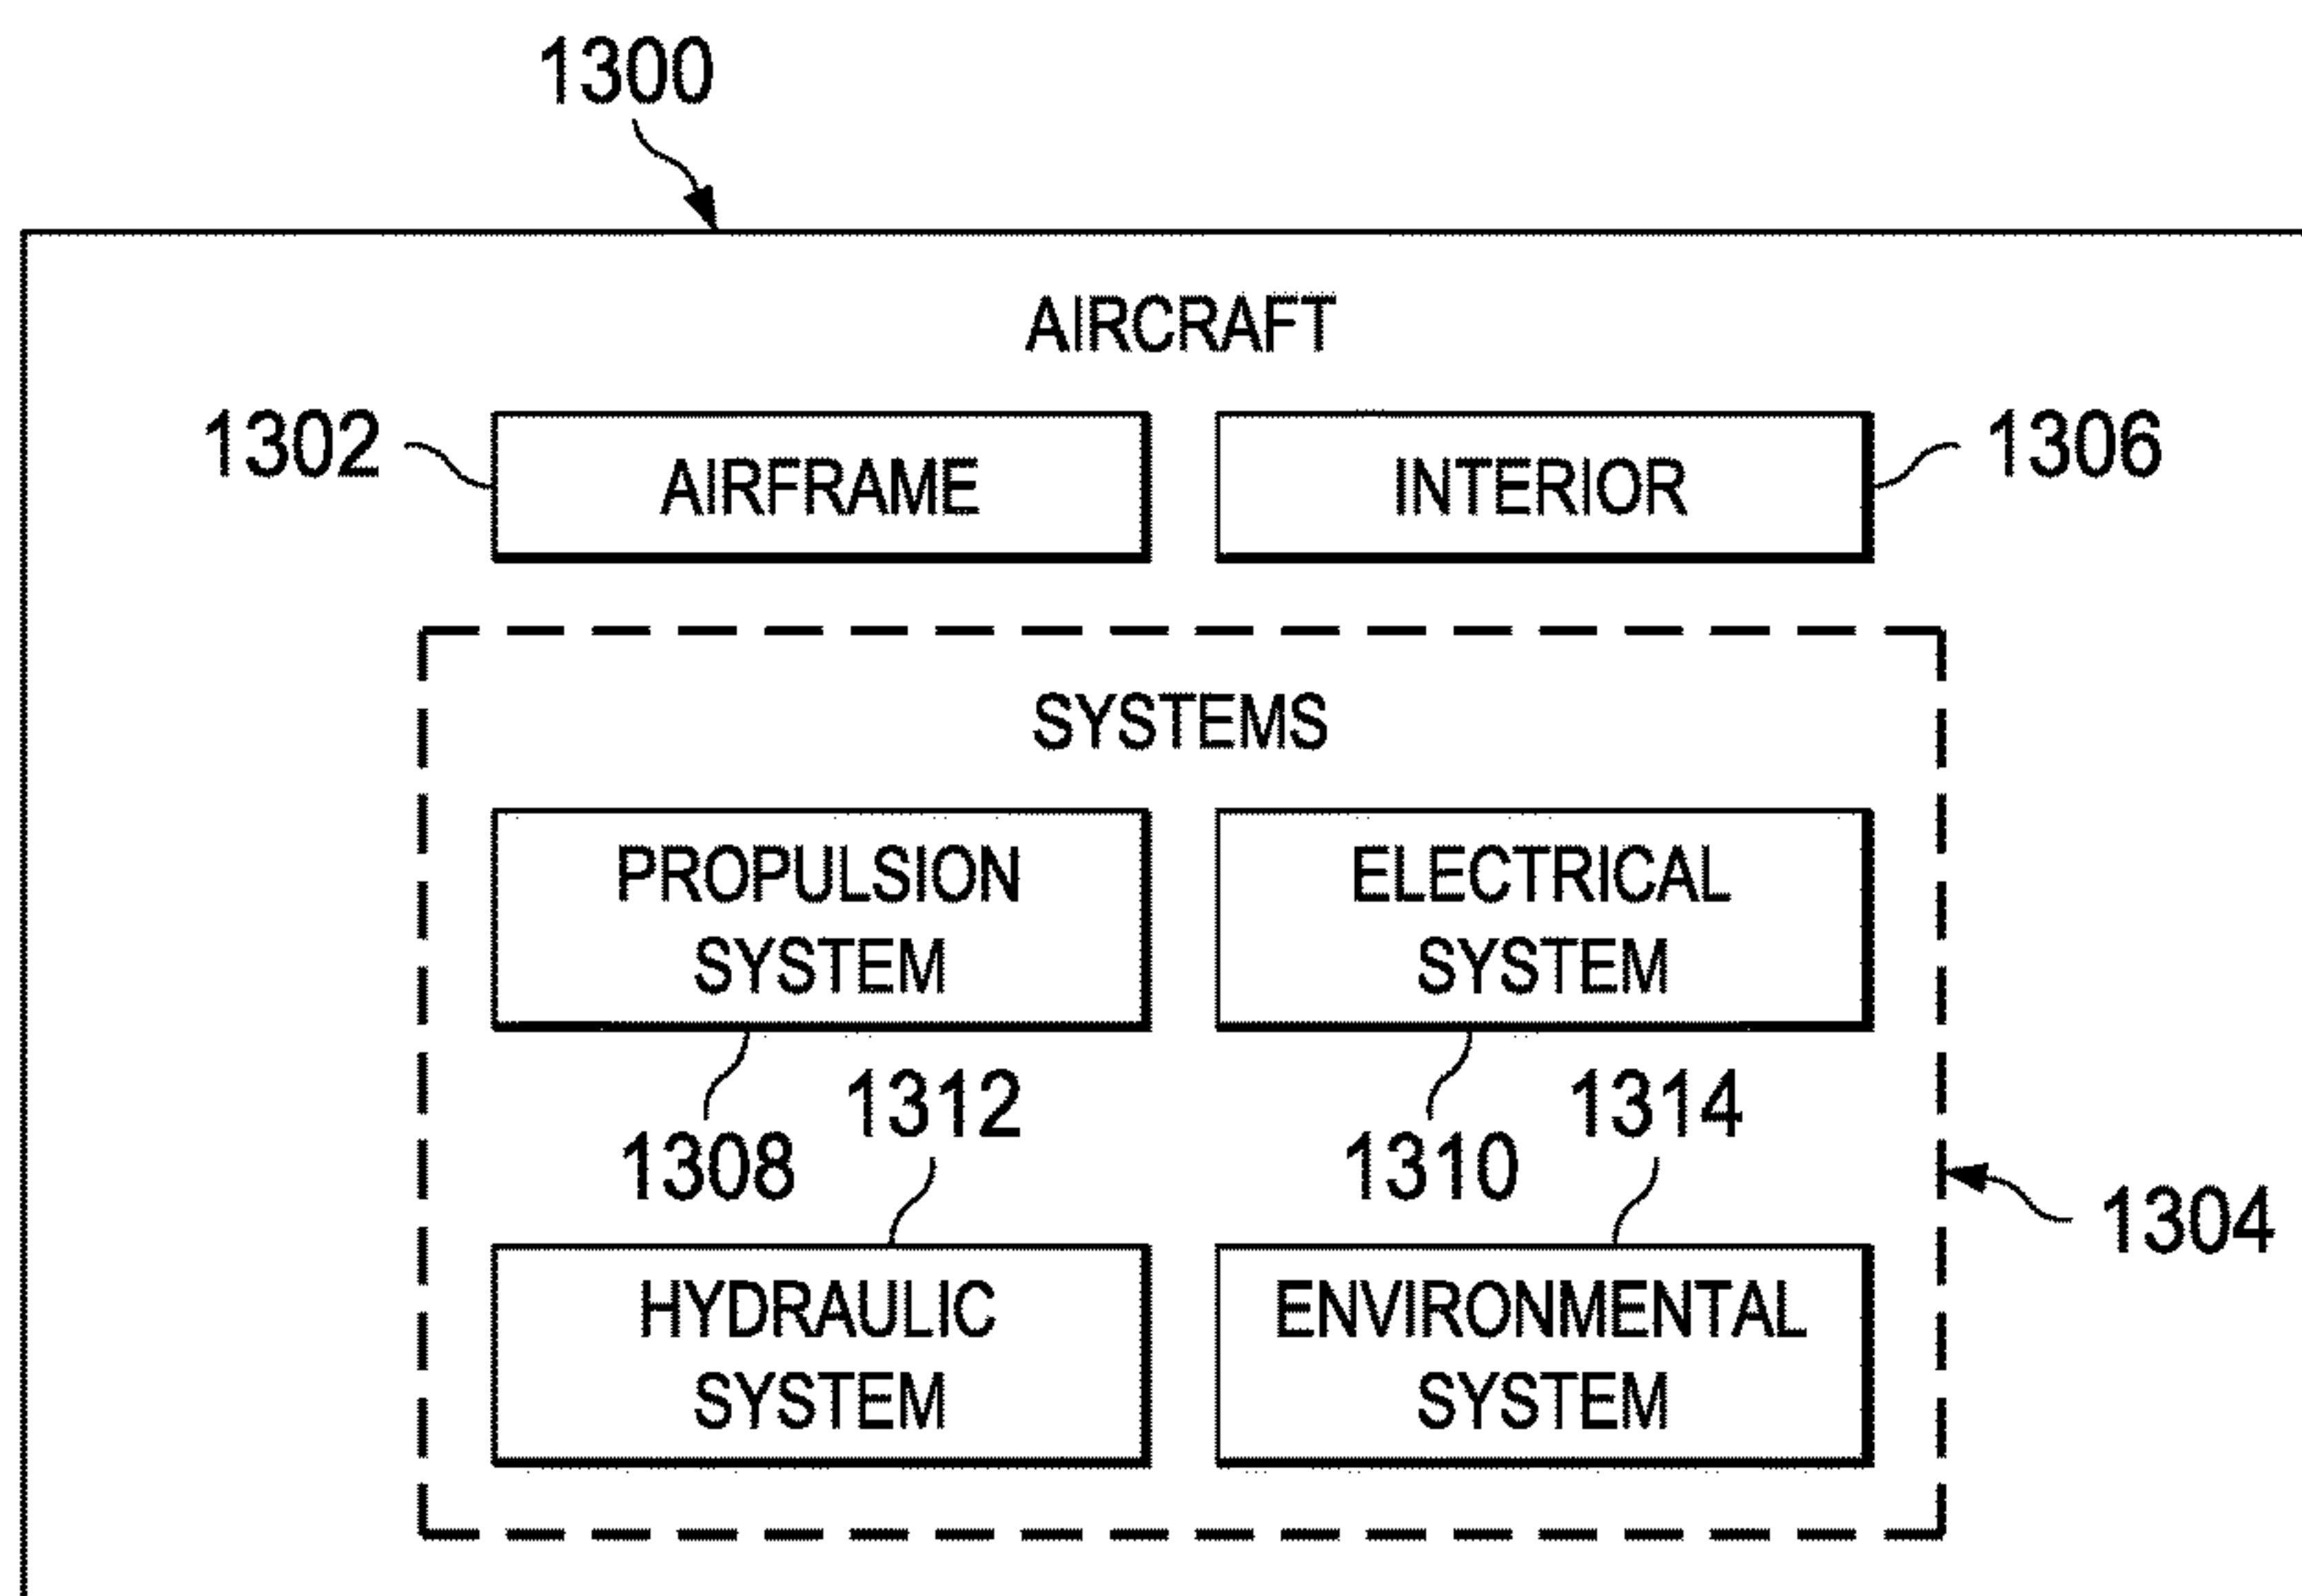 1300
AIRCRAFT
1302
AIRFRAME
INTERIOR
1306
SYSTEMS
PROPULSION
SYSTEM
ELECTRICAL
SYSTEM
1308
1312
1310
1314
1304
HYDRAULIC
SYSTEM
ENVIRONMENTAL
SYSTEM